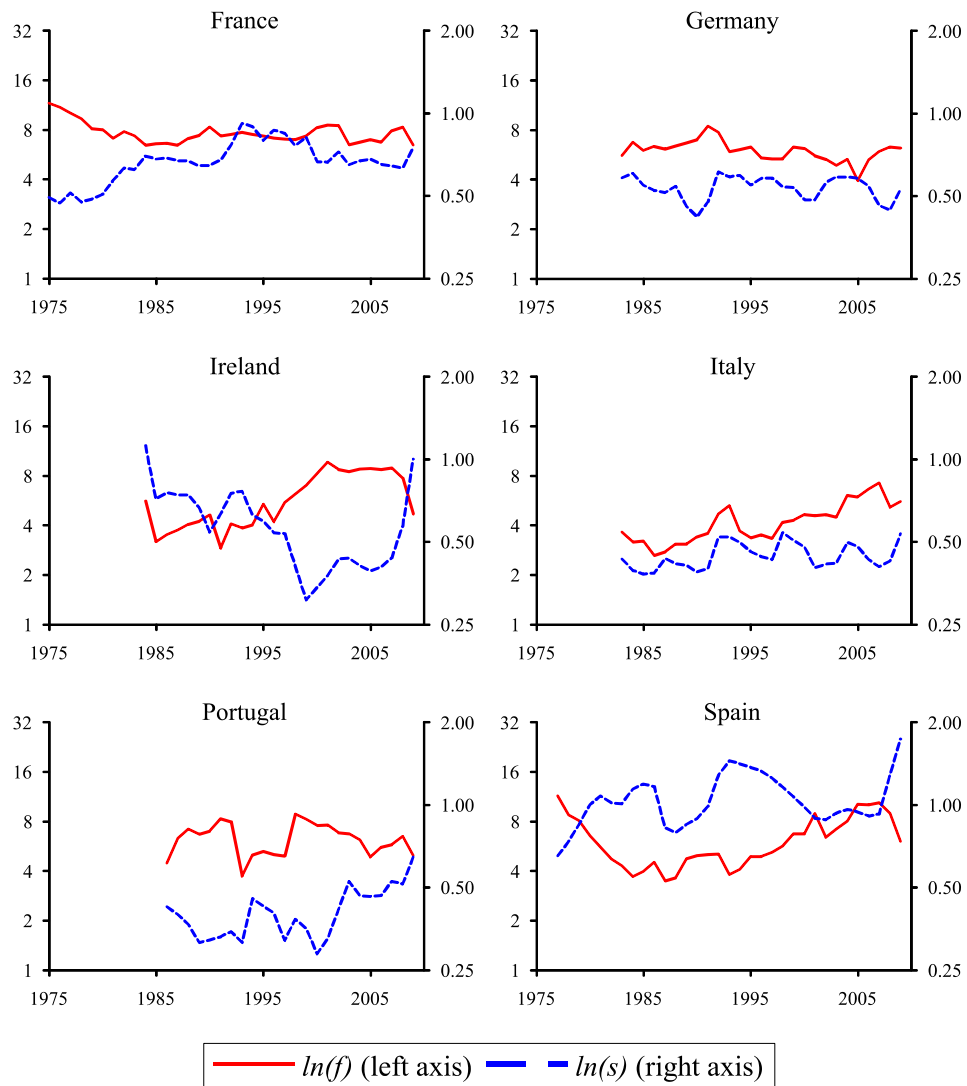 France Germany
32 2.00 32 2.00
16 16
1.00 1.00
8 8
4 0.50 4 0.50
2 2
1 0.25 1 0.25
1975 1985 1995 2005 1975 1985 1995 2005
Ireland Italy
32 2.00 32 2.00
16 16
1.00 1.00
8 8
4 0.50 4 0.50
2 2
1 0.25 1 0.25
1975 1985 1995 2005 1975 1985 1995 2005
Portugal Spain
32 2.00 32 2.00
16 16
1.00 1.00
8 8
4 0.50 4 0.50
2 2
1 0.25 1 0.25
1975 1985 1995 2005 1975 1985 1995 2005
ln(f) (left axis) ln(s) (right axis)